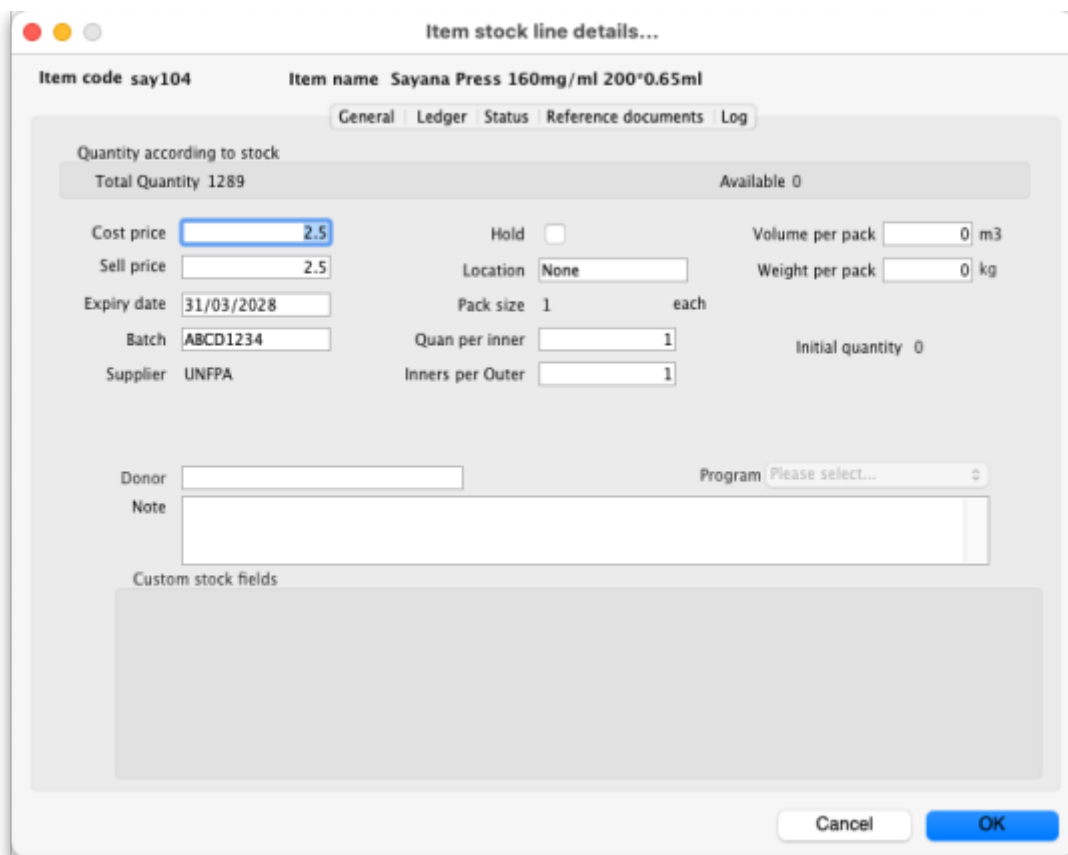 Item stock line details...
Item code say104 Item name Sayana Press 160mg/ml 200*0.65ml
General Ledger Status Reference documents Log
Quantity according to stock
Total Quantity 1289 Available 0
Cost price 2.5 Hold Volume per pack 0 m3
Sell price 2.5 Location None Weight per pack 0 kg
Expiry date 31/03/2028 Pack size 1 each
Batch ABCD1234 Quan per inner 1 Initial quantity 0
Supplier UNFPA Inners per Outer 1
Donor Program Please select...
Note
Custom stock fields
Cancel OK